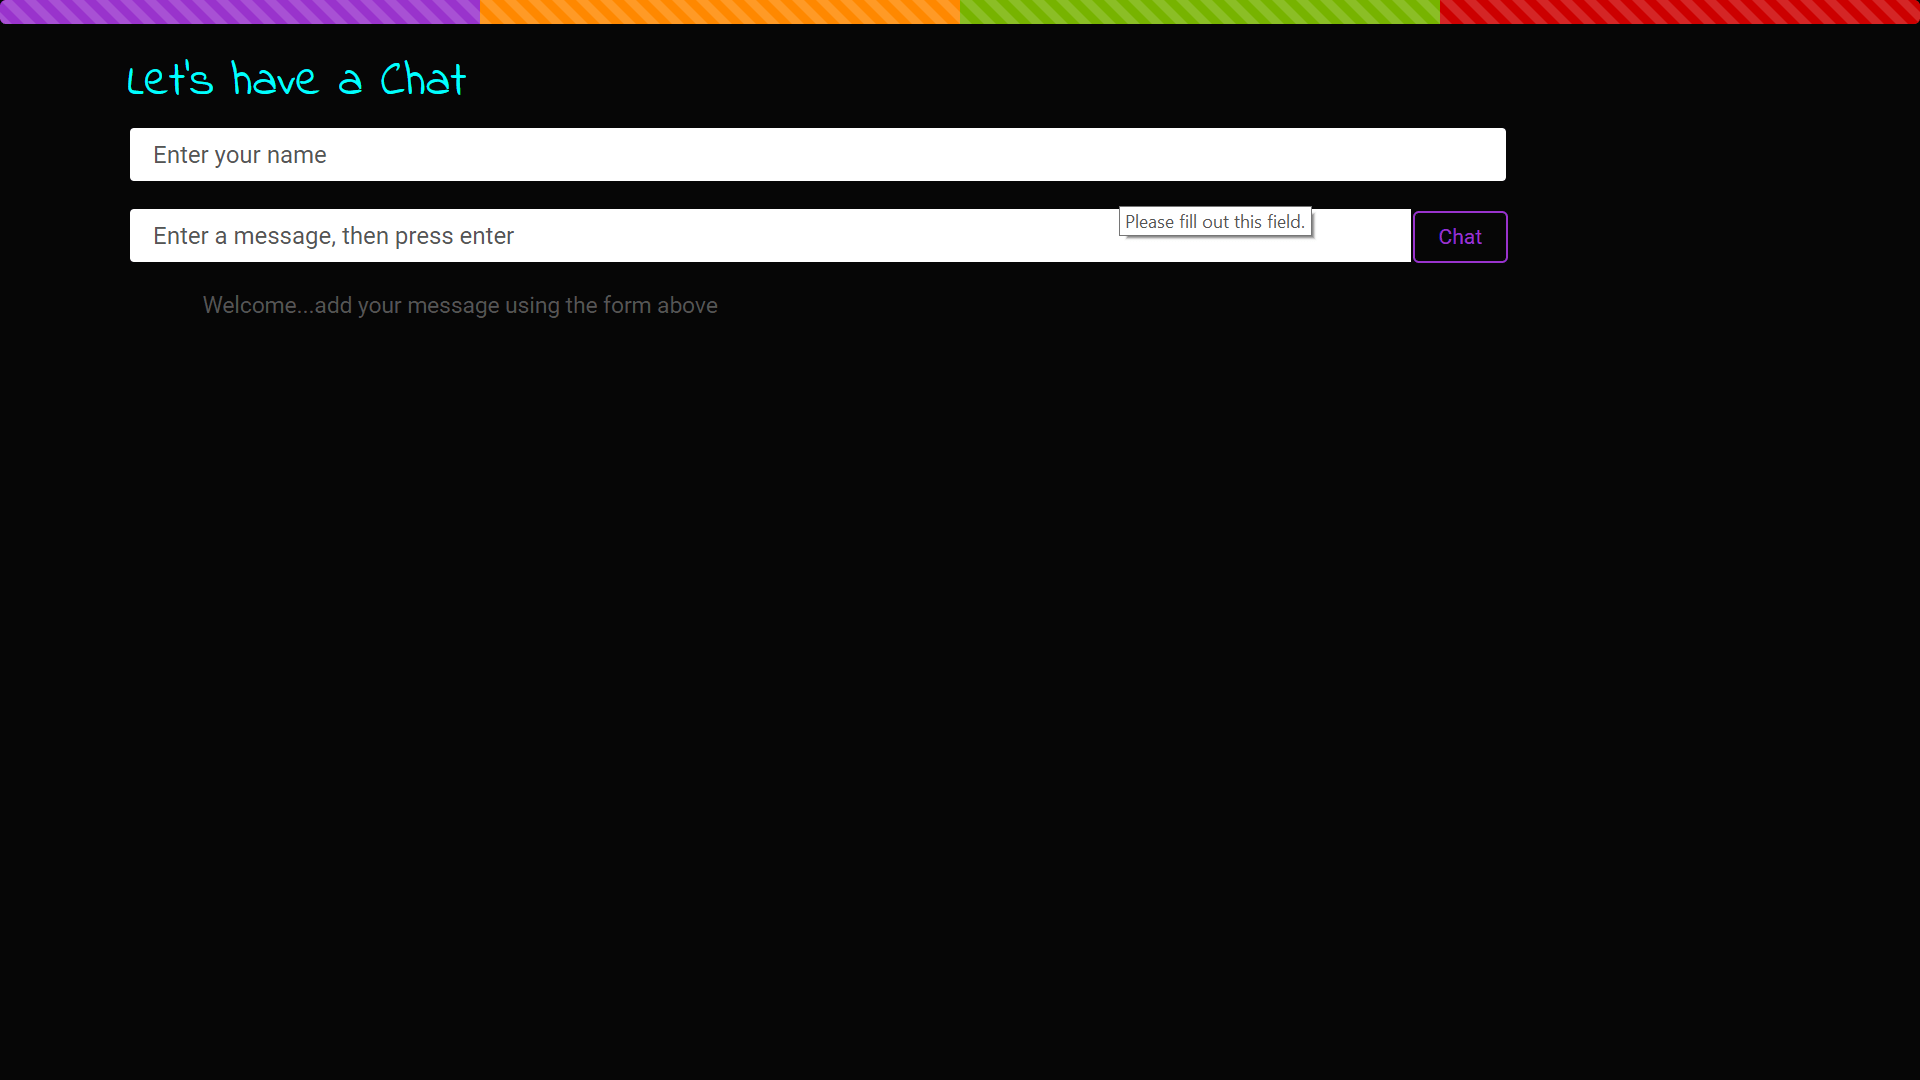 Let's have a Chat
Enter your name
Please fill out this field.
Enter a message, then press enter
Chat
Welcome...add your message using the form above